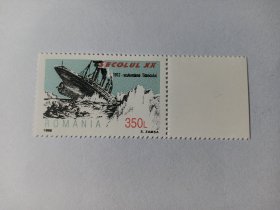 SECOLUL XX
1912 - scufundarea Titanicului
ROMANIA 350L
1998